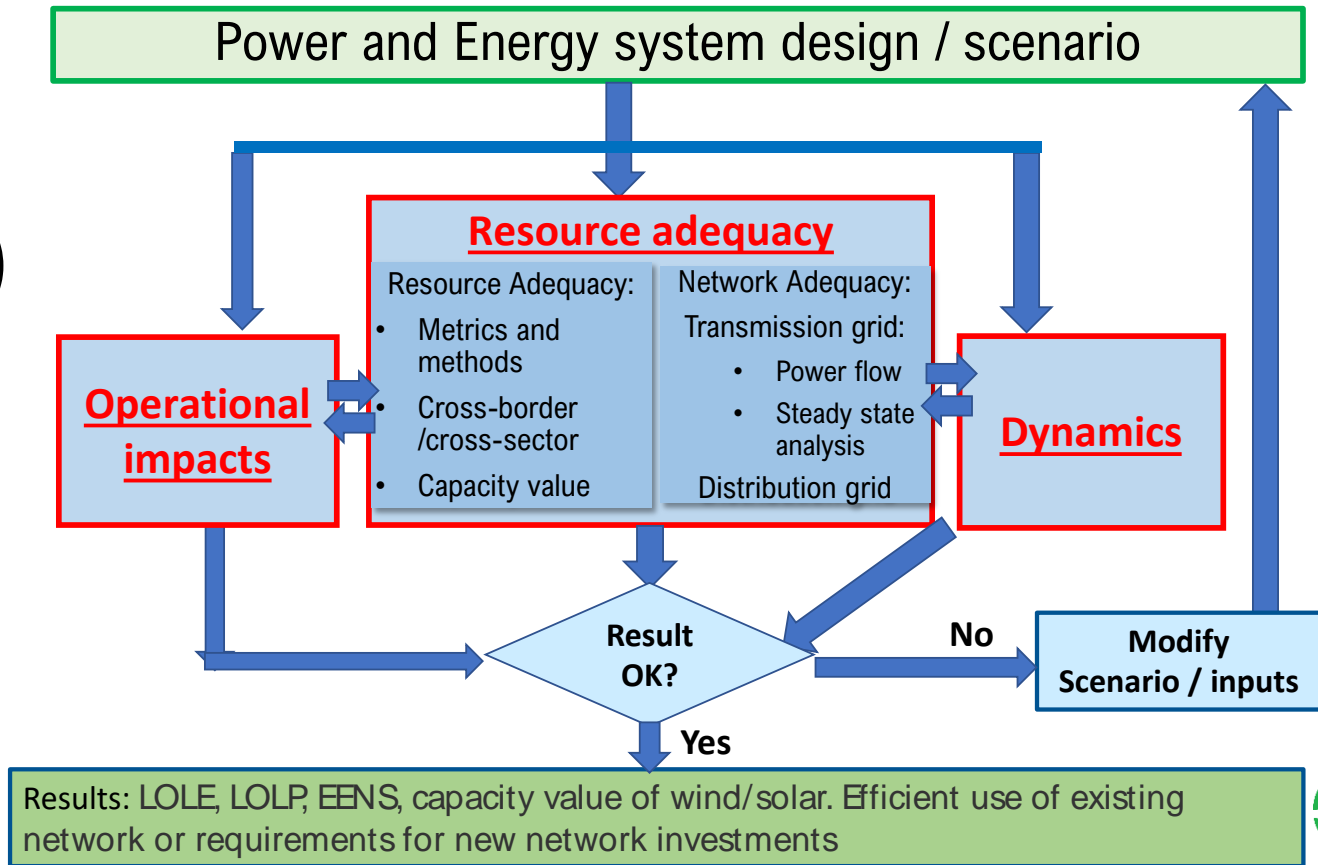 Power and Energy system design / scenario
)
Resource adequacy
Resource Adequacy:
• Metrics and
methods
• Cross-border
/cross-sector
• Capacity value
Network Adequacy:
Transmission grid:
• Power flow
• Steady state
analysis
Distribution grid
Operational
impacts
Dynamics
Result
OK?
No
Modify
Scenario / inputs
Yes
Results: LOLE, LOLP, EENS, capacity value of wind/solar. Efficient use of existing
network or requirements for new network investments